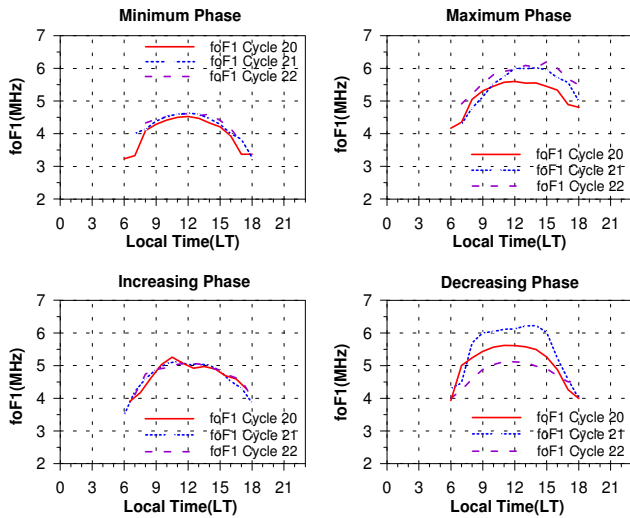 Minimum Phase
7
6
5
4
3
2
foF1(MHz)
foF1 Cycle 20
foF1 Cycle 21
foF1 Cycle 22
0 3 6 9 12 15 18 21
Local Time(LT)
Maximum Phase
7
6
5
4
3
2
foF1(MHz)
foF1 Cycle 20
foF1 Cycle 21
foF1 Cycle 22
0 3 6 9 12 15 18 21
Local Time(LT)
Increasing Phase
7
6
5
4
3
2
foF1(MHz)
foF1 Cycle 20
foF1 Cycle 21
foF1 Cycle 22
0 3 6 9 12 15 18 21
Local Time(LT)
Decreasing Phase
7
6
5
4
3
2
foF1(MHz)
foF1 Cycle 20
foF1 Cycle 21
foF1 Cycle 22
0 3 6 9 12 15 18 21
Local Time(LT)